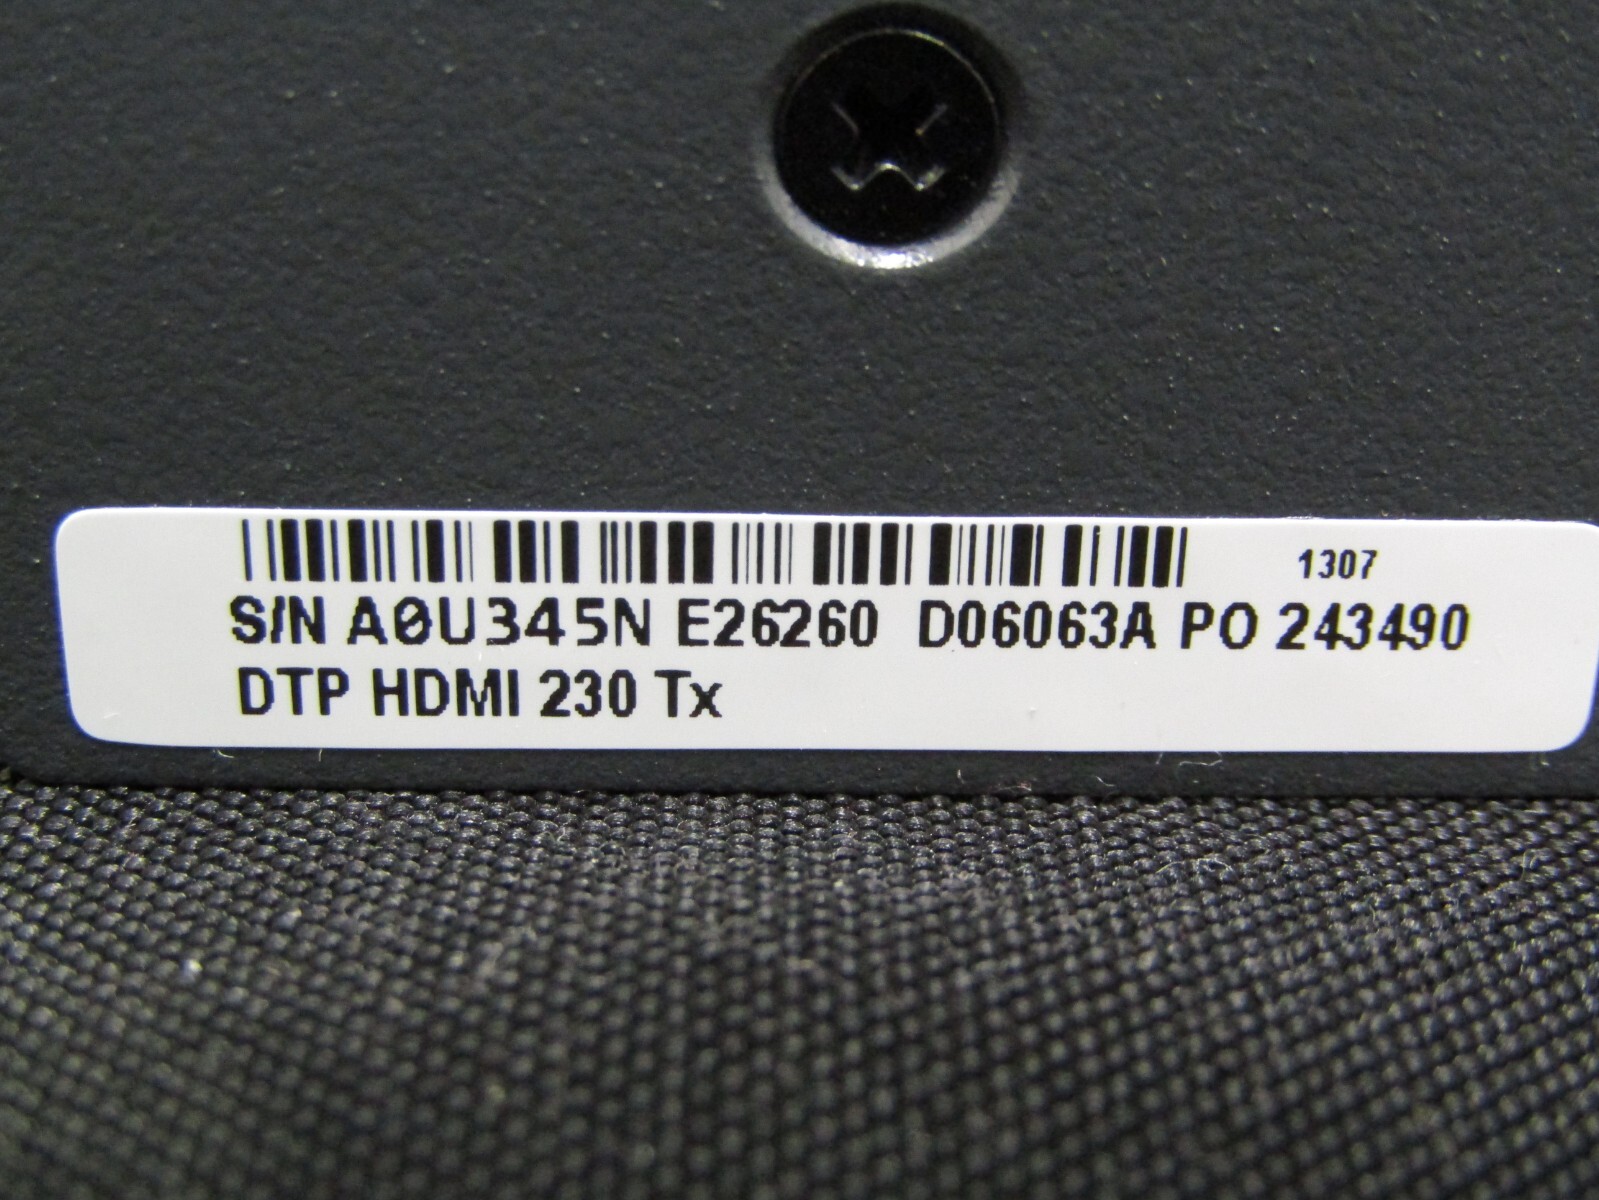 1307
S/N A0U345N E26260 D06063A PO 243490
DTP HDMI 230 Tx